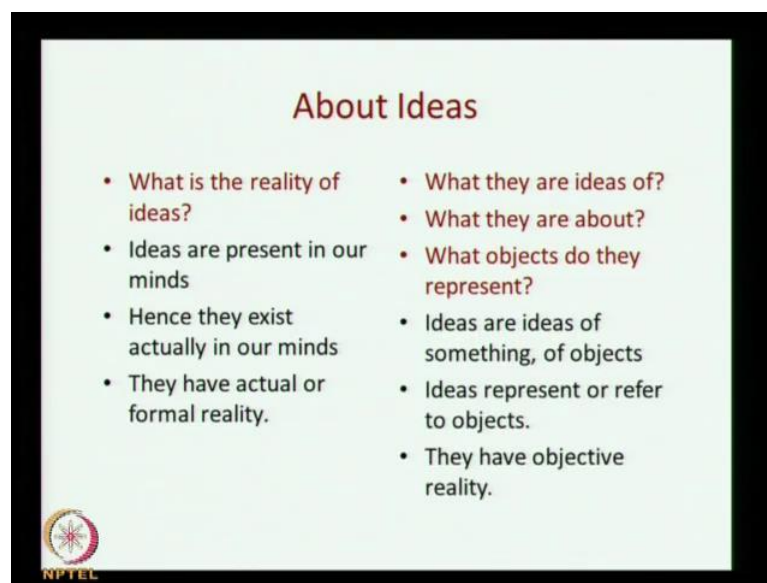 About Ideas
• What is the reality of
ideas?
• Ideas are present in our
minds
• Hence they exist
actually in our minds
• They have actual or
formal reality.
• What they are ideas of?
• What they are about?
• What objects do they
represent?
• Ideas are ideas of
something, of objects
• Ideas represent or refer
to objects.
• They have objective
reality.
NPTEL